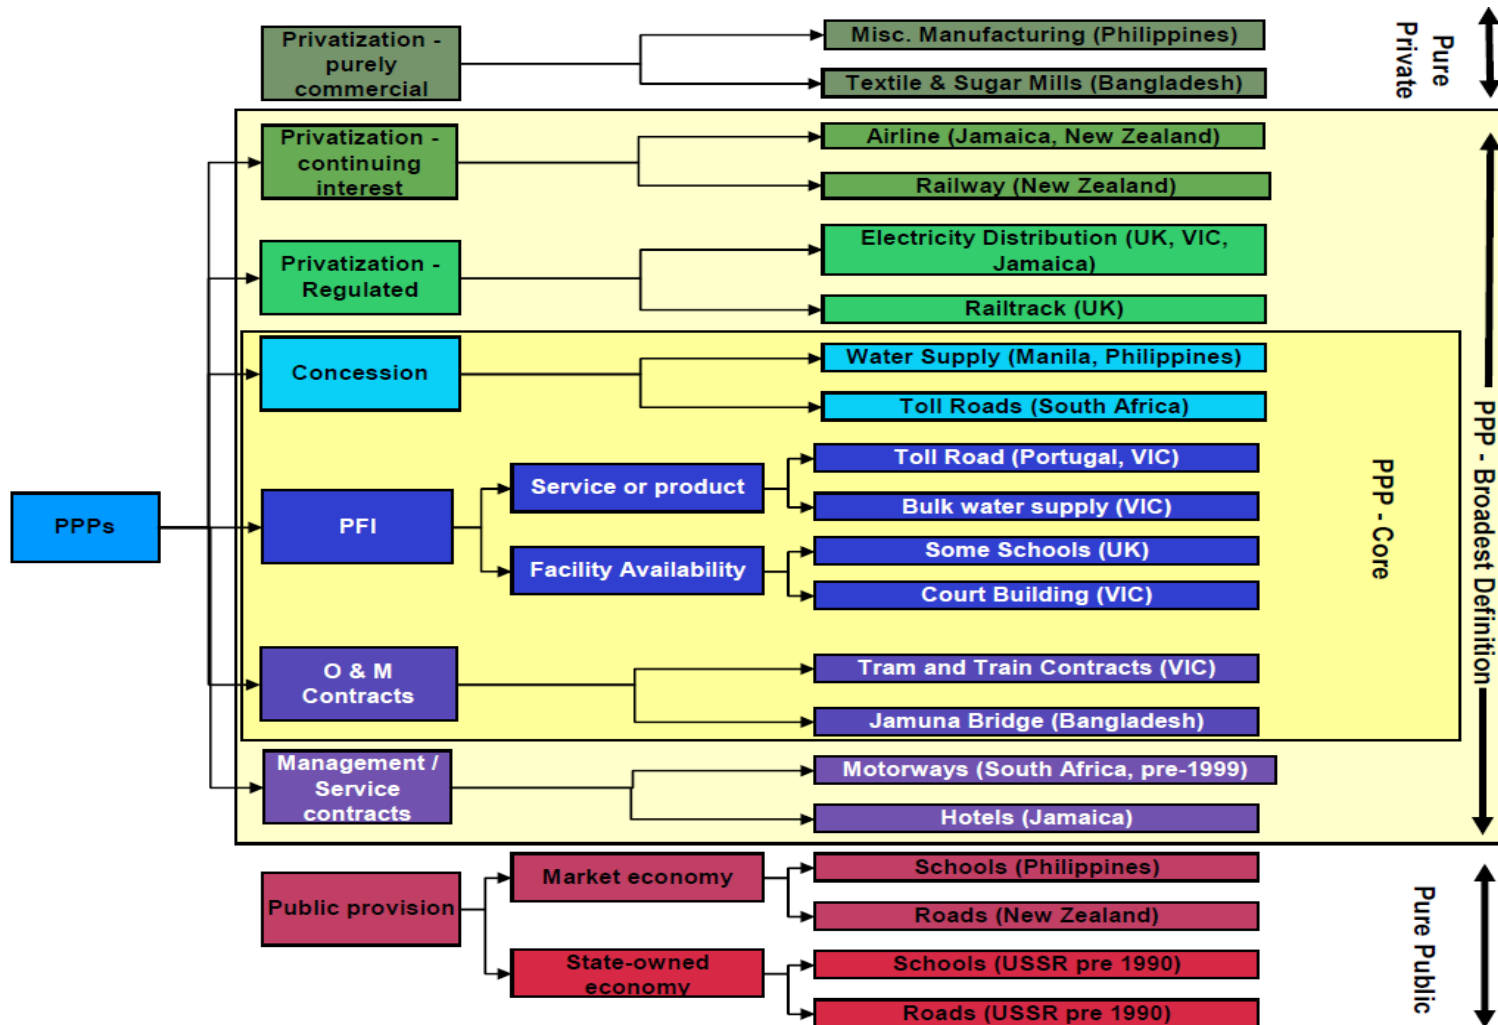 Privatization -
purely
commercial
Misc. Manufacturing (Philippines)
Textile & Sugar Mills (Bangladesh)
Pure
Private
Privatization -
continuing
interest
Airline (Jamaica, New Zealand)
Railway (New Zealand)
Privatization -
Regulated
Electricity Distribution (UK, VIC,
Jamaica)
Railtrack (UK)
Concession
Water Supply (Manila, Philippines)
Toll Roads (South Africa)
PPPs
PFI
Service or product
Toll Road (Portugal, VIC)
Bulk water supply (VIC)
Facility Availability
Some Schools (UK)
Court Building (VIC)
O & M
Contracts
Tram and Train Contracts (VIC)
Jamuna Bridge (Bangladesh)
PPP - Core
PPP - Broadest Definition
Management /
Service
contracts
Motorways (South Africa, pre-1999)
Hotels (Jamaica)
Public provision
Market economy
Schools (Philippines)
Roads (New Zealand)
State-owned
economy
Schools (USSR pre 1990)
Roads (USSR pre 1990)
Pure Public